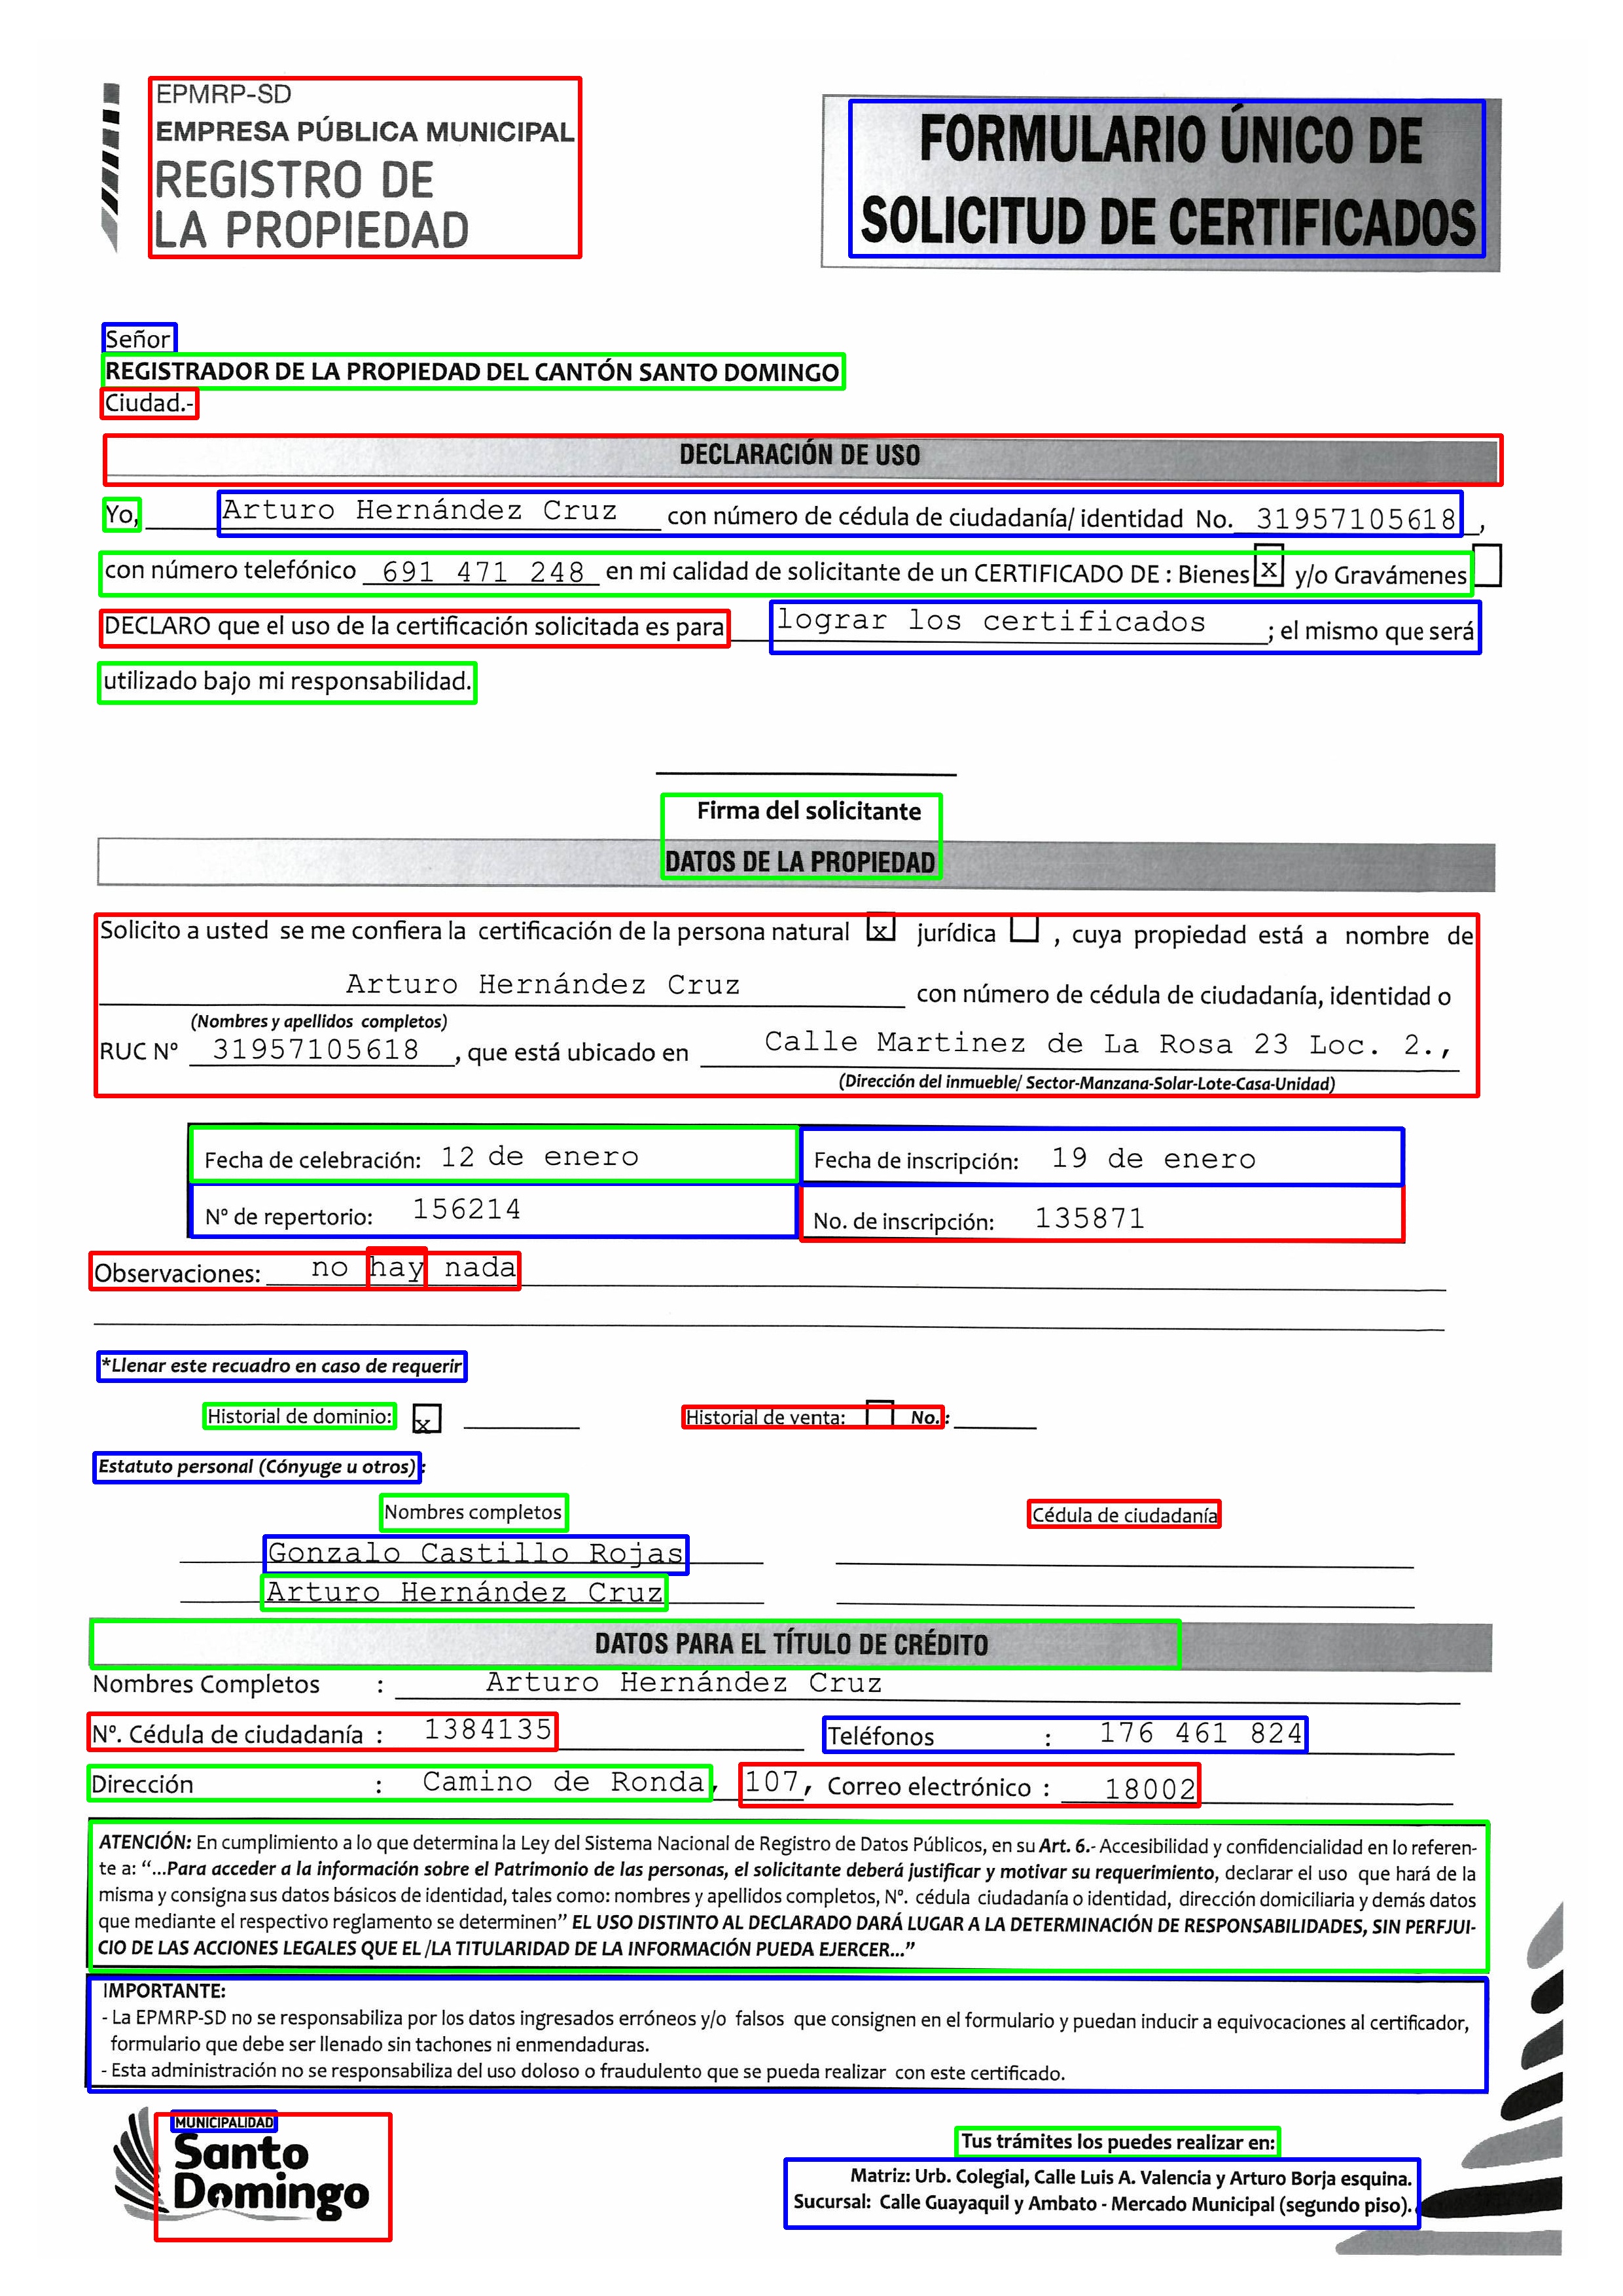 EPMRP-SD
EMPRESA PÚBLICA MUNICIPAL
REGISTRO DE
LA PROPIEDAD
FORMULARIO ÚNICO DE
SOLICITUD DE CERTIFICADOS
Señor
REGISTRADOR DE LA PROPIEDAD DEL CANTÓN SANTO DOMINGO
Ciudad.-
DECLARACIÓN DE USO
Yo, Arturo Hernández Cruz con número de cédula de ciudadanía/ identidad No. 31957105618,
con número telefónico 691 471 248 en mi calidad de solicitante de un CERTIFICADO DE : Bienes x y/o Gravámenes
DECLARO que el uso de la certificación solicitada es para lograr los certificados ; el mismo que será
utilizado bajo mi responsabilidad.
Firma del solicitante
DATOS DE LA PROPIEDAD
Solicito a usted se me confiera la certificación de la persona natural x jurídica , cuya propiedad está a nombre de
Arturo Hernández Cruz con número de cédula de ciudadanía, identidad o
(Nombres y apellidos completos)
RUC Nº 31957105618 , que está ubicado en Calle Martinez de La Rosa 23 Loc. 2.,
(Dirección del inmueble/ Sector-Manzana-Solar-Lote-Casa-Unidad)
Fecha de celebración: 12 de enero Fecha de inscripción: 19 de enero
Nº de repertorio: 156214 No. de inscripción: 135871
Observaciones: no hay nada
*Llenar este recuadro en caso de requerir
Historial de dominio: x Historial de venta: No.:
Estatuto personal (Cónyuge u otros):
Nombres completos Cédula de ciudadanía
Gonzalo Castillo Rojas
Arturo Hernández Cruz
DATOS PARA EL TÍTULO DE CRÉDITO
Nombres Completos : Arturo Hernández Cruz
Nº. Cédula de ciudadanía : 1384135 Teléfonos : 176 461 824
Dirección : Camino de Ronda, 107, Correo electrónico : 18002
ATENCIÓN: En cumplimiento a lo que determina la Ley del Sistema Nacional de Registro de Datos Públicos, en su Art. 6.- Accesibilidad y confidencialidad en lo referen-
te a: “...Para acceder a la información sobre el Patrimonio de las personas, el solicitante deberá justificar y motivar su requerimiento, declarar el uso que hará de la
misma y consigna sus datos básicos de identidad, tales como: nombres y apellidos completos, Nº. cédula ciudadanía o identidad, dirección domiciliaria y demás datos
que mediante el respectivo reglamento se determinen” EL USO DISTINTO AL DECLARADO DARÁ LUGAR A LA DETERMINACIÓN DE RESPONSABILIDADES, SIN PERFJUI-
CIO DE LAS ACCIONES LEGALES QUE EL /LA TITULARIDAD DE LA INFORMACIÓN PUEDA EJERCER...”
IMPORTANTE:
- La EPMRP-SD no se responsabiliza por los datos ingresados erróneos y/o falsos que consignen en el formulario y puedan inducir a equivocaciones al certificador,
formulario que debe ser llenado sin tachones ni enmendaduras.
- Esta administración no se responsabiliza del uso doloso o fraudulento que se pueda realizar con este certificado.
MUNICIPALIDAD
Santo
Domingo
Tus trámites los puedes realizar en:
Matriz: Urb. Colegial, Calle Luis A. Valencia y Arturo Borja esquina.
Sucursal: Calle Guayaquil y Ambato - Mercado Municipal (segundo piso).